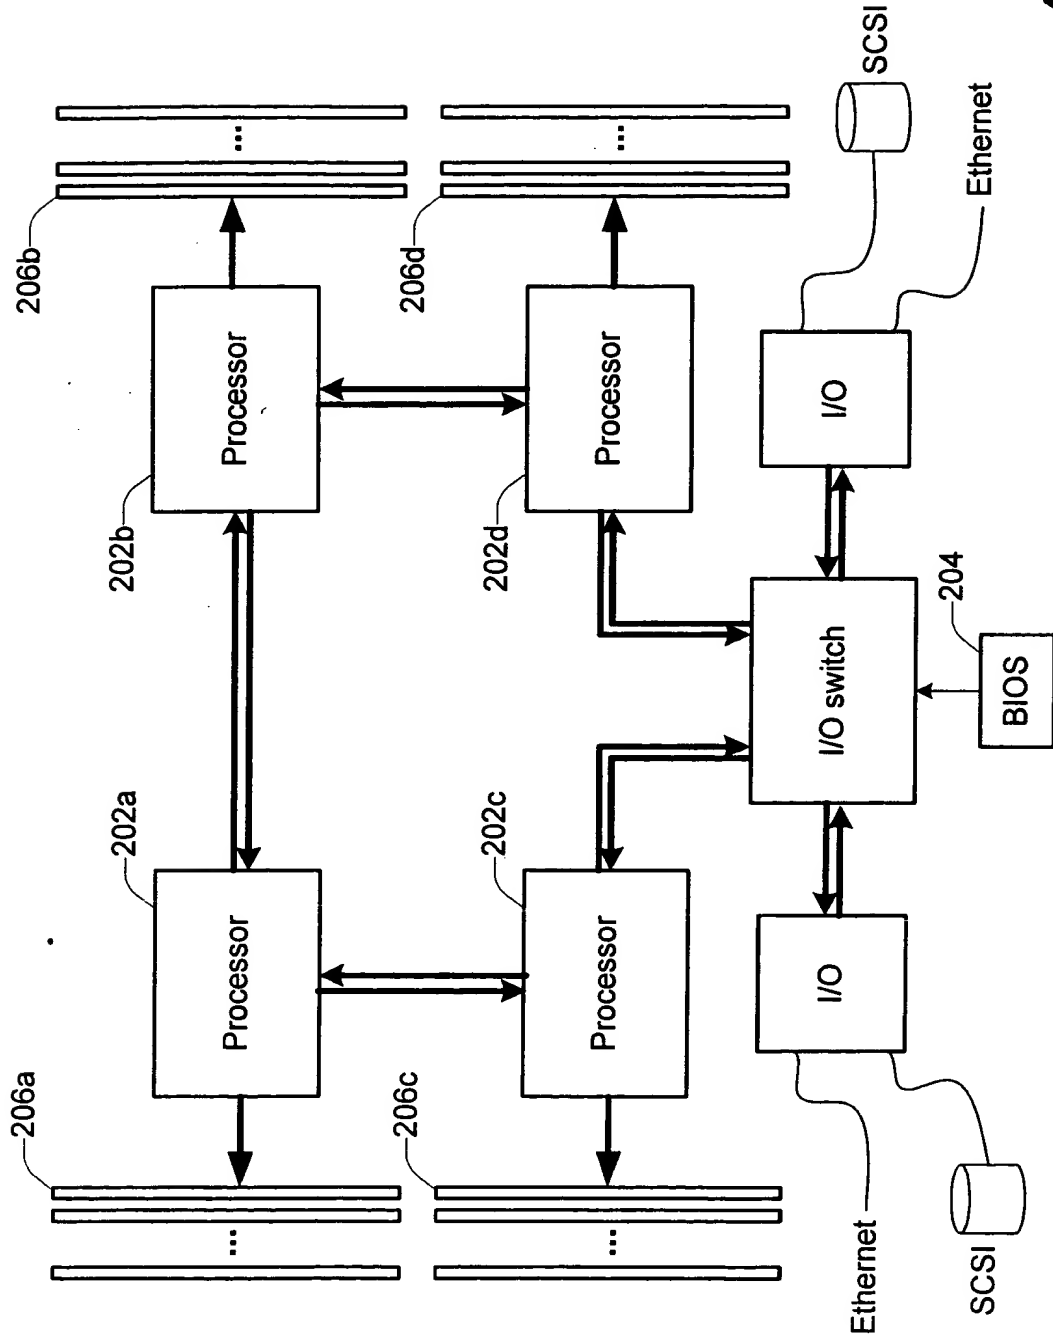 206a
202a
202b
206b
Processor
Processor
...
...
206c
202c
202d
206d
Processor
Processor
...
...
I/O
I/O switch
I/O
Ethernet
SCSI
204
BIOS
SCSI
Ethernet